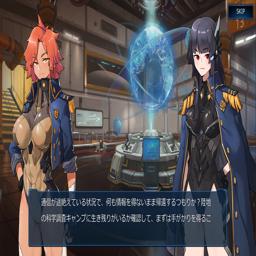 SKIP
通信が途絶えている状況で、何も情報を得ないまま帰還するつもりか？陸地
の科学調査キャンプに生き残りがいるか確認して、まずは手がかりを得るこ